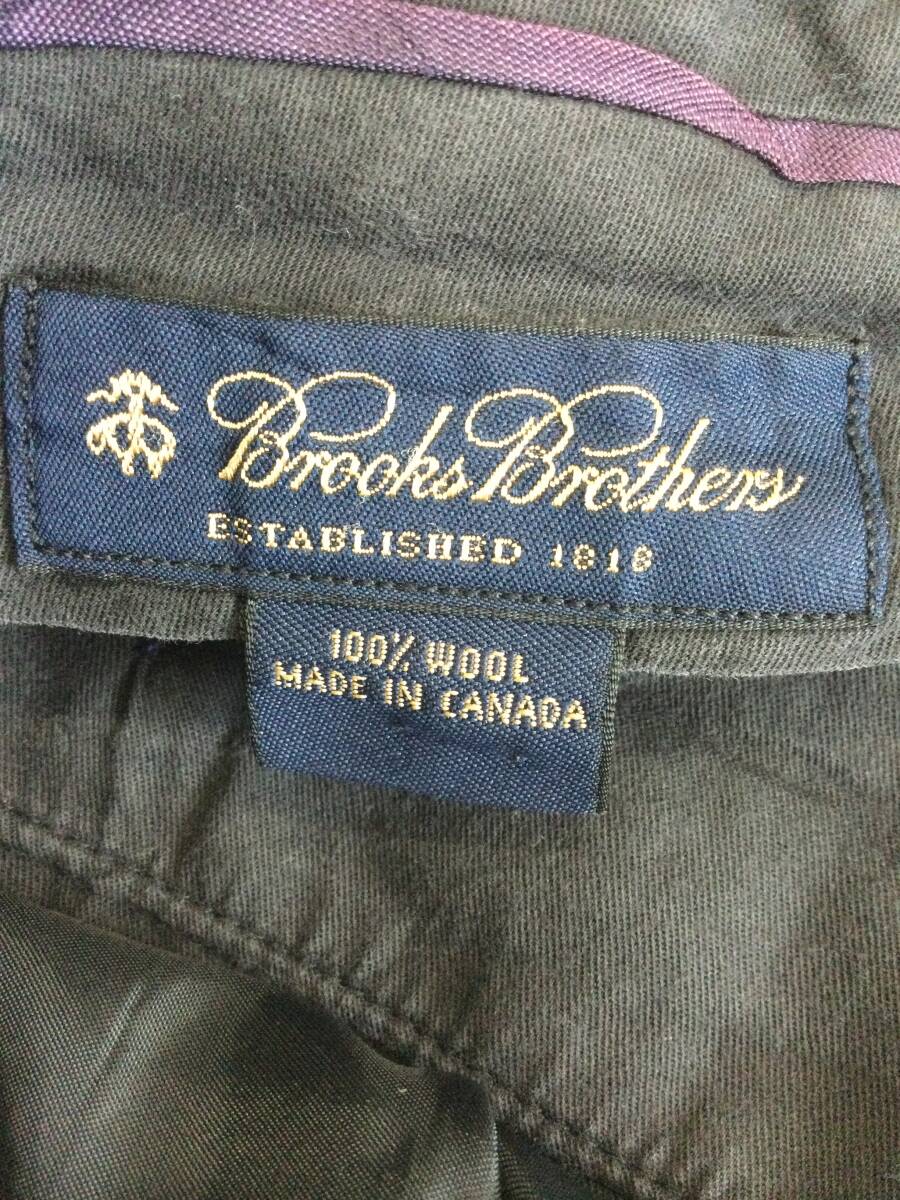 Brooks Brothers
ESTABLISHED 1818
100% WOOL
MADE IN CANADA